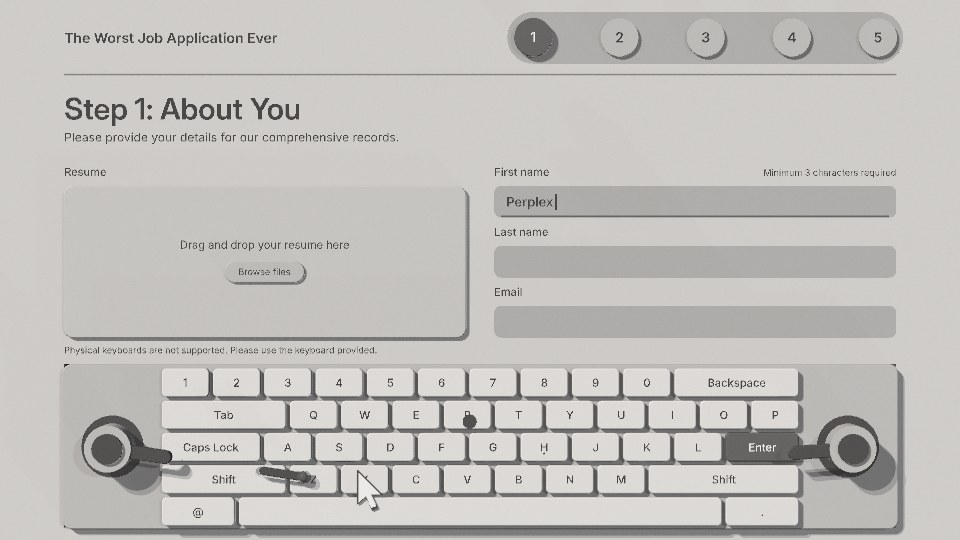 The Worst Job Application Ever
1 2 3 4 5
Step 1: About You
Please provide your details for our comprehensive records.
Resume
Drag and drop your resume here
Browse files
First name
Minimum 3 characters required
Perplex
Last name
Email
Physical keyboards are not supported. Please use the keyboard provided.
1 2 3 4 5 6 7 8 9 0 Backspace
Tab Q W E R T Y U I O P
Caps Lock A S D F G H J K L Enter
Shift Z C V B N M Shift
@ .